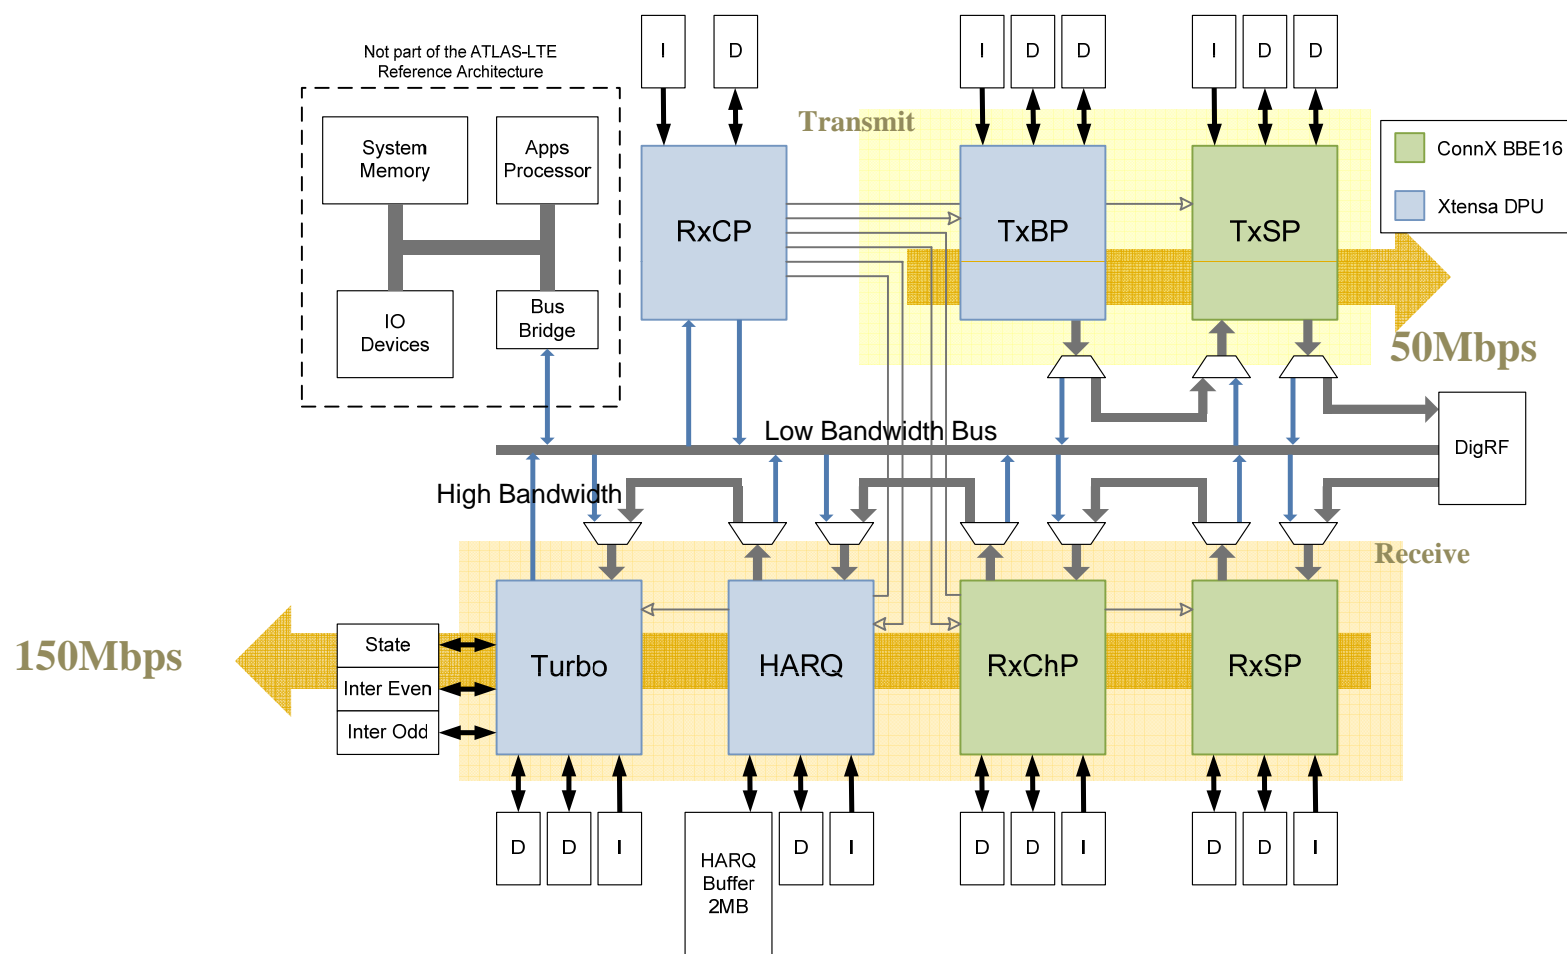 Not part of the ATLAS-LTE
Reference Architecture
I
D
I
D
D
I
D
D
Transmit
System
Memory
Apps
Processor
ConnX BBE16
Xtensa DPU
RxCP
TxBP
TxSP
IO
Devices
Bus
Bridge
50Mbps
Low Bandwidth Bus
DigRF
High Bandwidth
Receive
150Mbps
State
Inter Even
Inter Odd
Turbo
HARQ
RxChP
RxSP
D
D
I
HARQ
Buffer
2MB
D
I
D
D
I
D
D
I